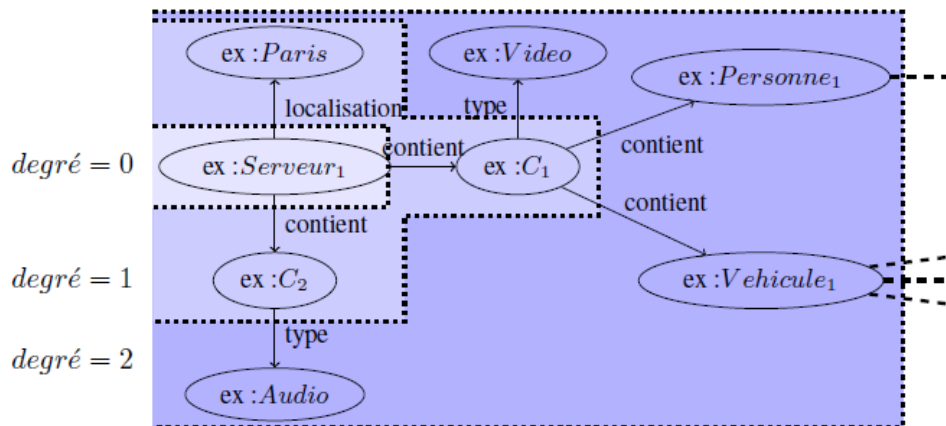 ex :Paris
ex :Video
ex :Personne₁
localisation
type
degré = 0
ex :Serveur₁
contient
ex :C₁
contient
contient
contient
degré = 1
ex :C₂
ex :Vehicule₁
type
degré = 2
ex :Audio